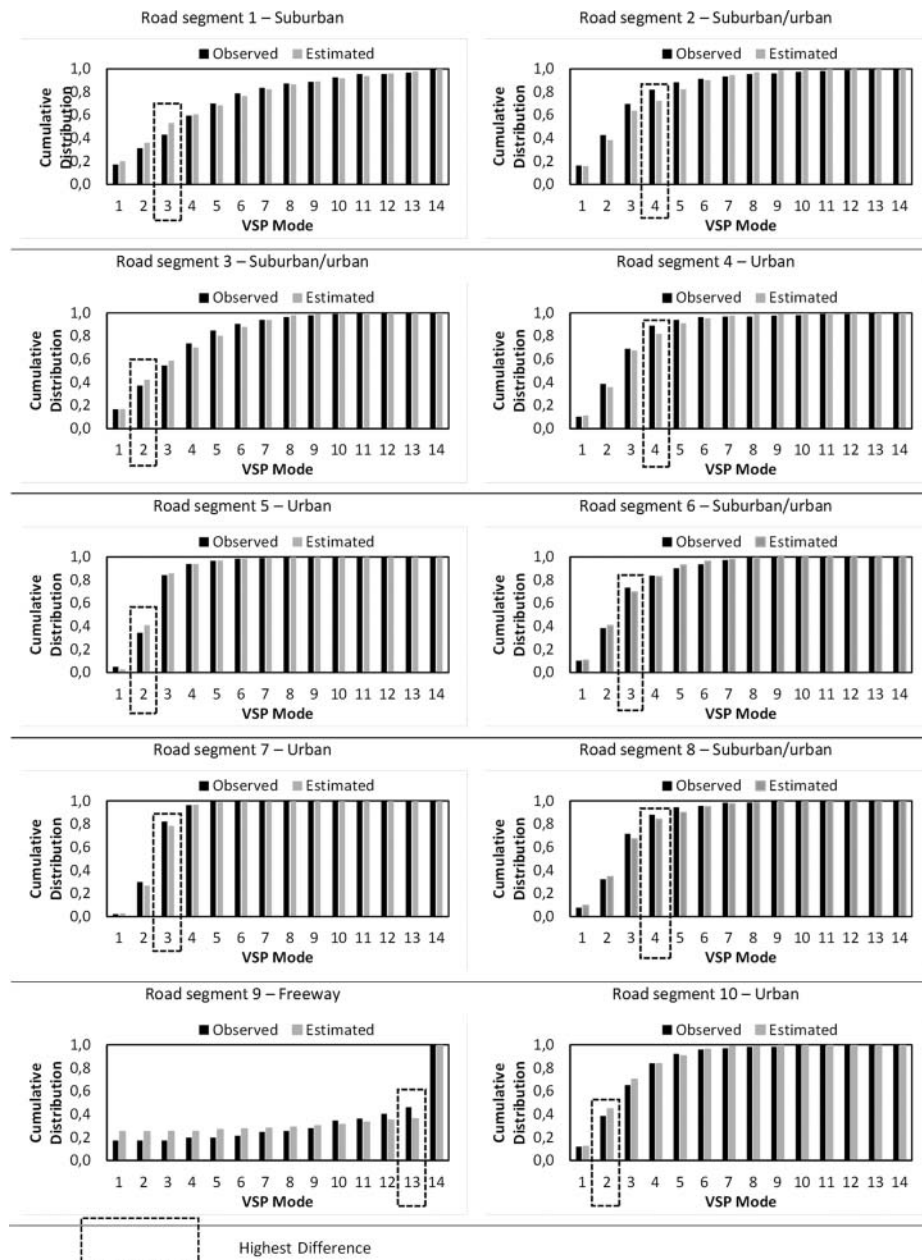 Road segment 1 – Suburban
Observed Estimated
Cumulative
Distribution
1,0
0,8
0,6
0,4
0,2
0,0
1 2 3 4 5 6 7 8 9 10 11 12 13 14
VSP Mode
Road segment 2 – Suburban/urban
Observed Estimated
Cumulative
Distribution
1,0
0,8
0,6
0,4
0,2
0,0
1 2 3 4 5 6 7 8 9 10 11 12 13 14
VSP Mode
Road segment 3 – Suburban/urban
Observed Estimated
Cumulative
Distribution
1,0
0,8
0,6
0,4
0,2
0,0
1 2 3 4 5 6 7 8 9 10 11 12 13 14
VSP Mode
Road segment 4 – Urban
Observed Estimated
Cumulative
Distribution
1,0
0,8
0,6
0,4
0,2
0,0
1 2 3 4 5 6 7 8 9 10 11 12 13 14
VSP Mode
Road segment 5 – Urban
Observed Estimated
Cumulative
Distribution
1,0
0,8
0,6
0,4
0,2
0,0
1 2 3 4 5 6 7 8 9 10 11 12 13 14
VSP Mode
Road segment 6 – Suburban/urban
Observed Estimated
Cumulative
Distribution
1,0
0,8
0,6
0,4
0,2
0,0
1 2 3 4 5 6 7 8 9 10 11 12 13 14
VSP Mode
Road segment 7 – Urban
Observed Estimated
Cumulative
Distribution
1,0
0,8
0,6
0,4
0,2
0,0
1 2 3 4 5 6 7 8 9 10 11 12 13 14
VSP Mode
Road segment 8 – Suburban/urban
Observed Estimated
Cumulative
Distribution
1,0
0,8
0,6
0,4
0,2
0,0
1 2 3 4 5 6 7 8 9 10 11 12 13 14
VSP Mode
Road segment 9 – Freeway
Observed Estimated
Cumulative
Distribution
1,0
0,8
0,6
0,4
0,2
0,0
1 2 3 4 5 6 7 8 9 10 11 12 13 14
VSP Mode
Road segment 10 – Urban
Observed Estimated
Cumulative
Distribution
1,0
0,8
0,6
0,4
0,2
0,0
1 2 3 4 5 6 7 8 9 10 11 12 13 14
VSP Mode
Highest Difference